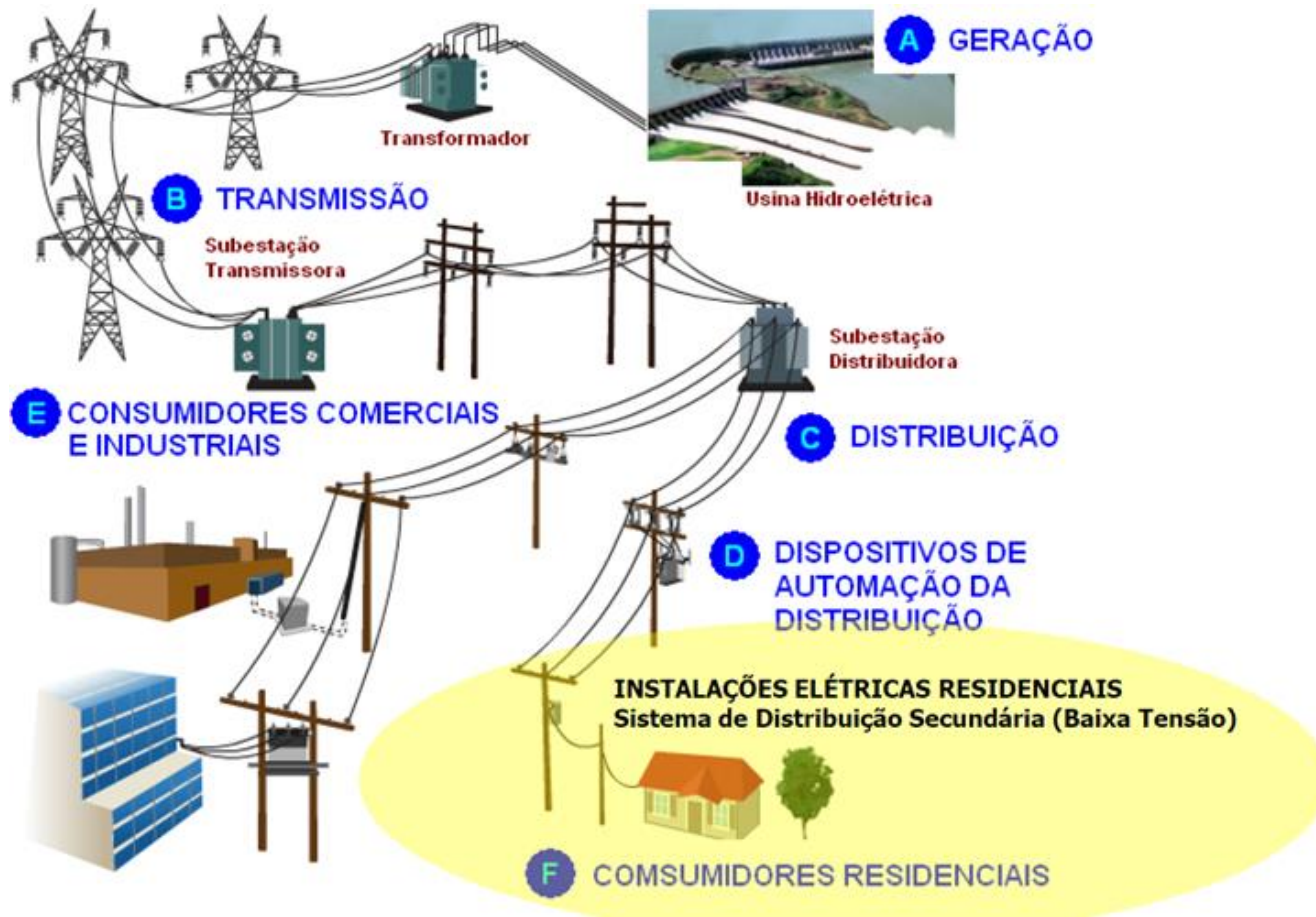 A GERAÇÃO
Transformador
Usina Hidroelétrica
B TRANSMISSÃO
Subestação
Transmissora
Subestação
Distribuidora
E CONSUMIDORES COMERCIAIS
E INDUSTRIAIS
C DISTRIBUIÇÃO
D DISPOSITIVOS DE
AUTOMAÇÃO DA
DISTRIBUIÇÃO
INSTALAÇÕES ELÉTRICAS RESIDENCIAIS
Sistema de Distribuição Secundária (Baixa Tensão)
F COMSUMIDORES RESIDENCIAIS